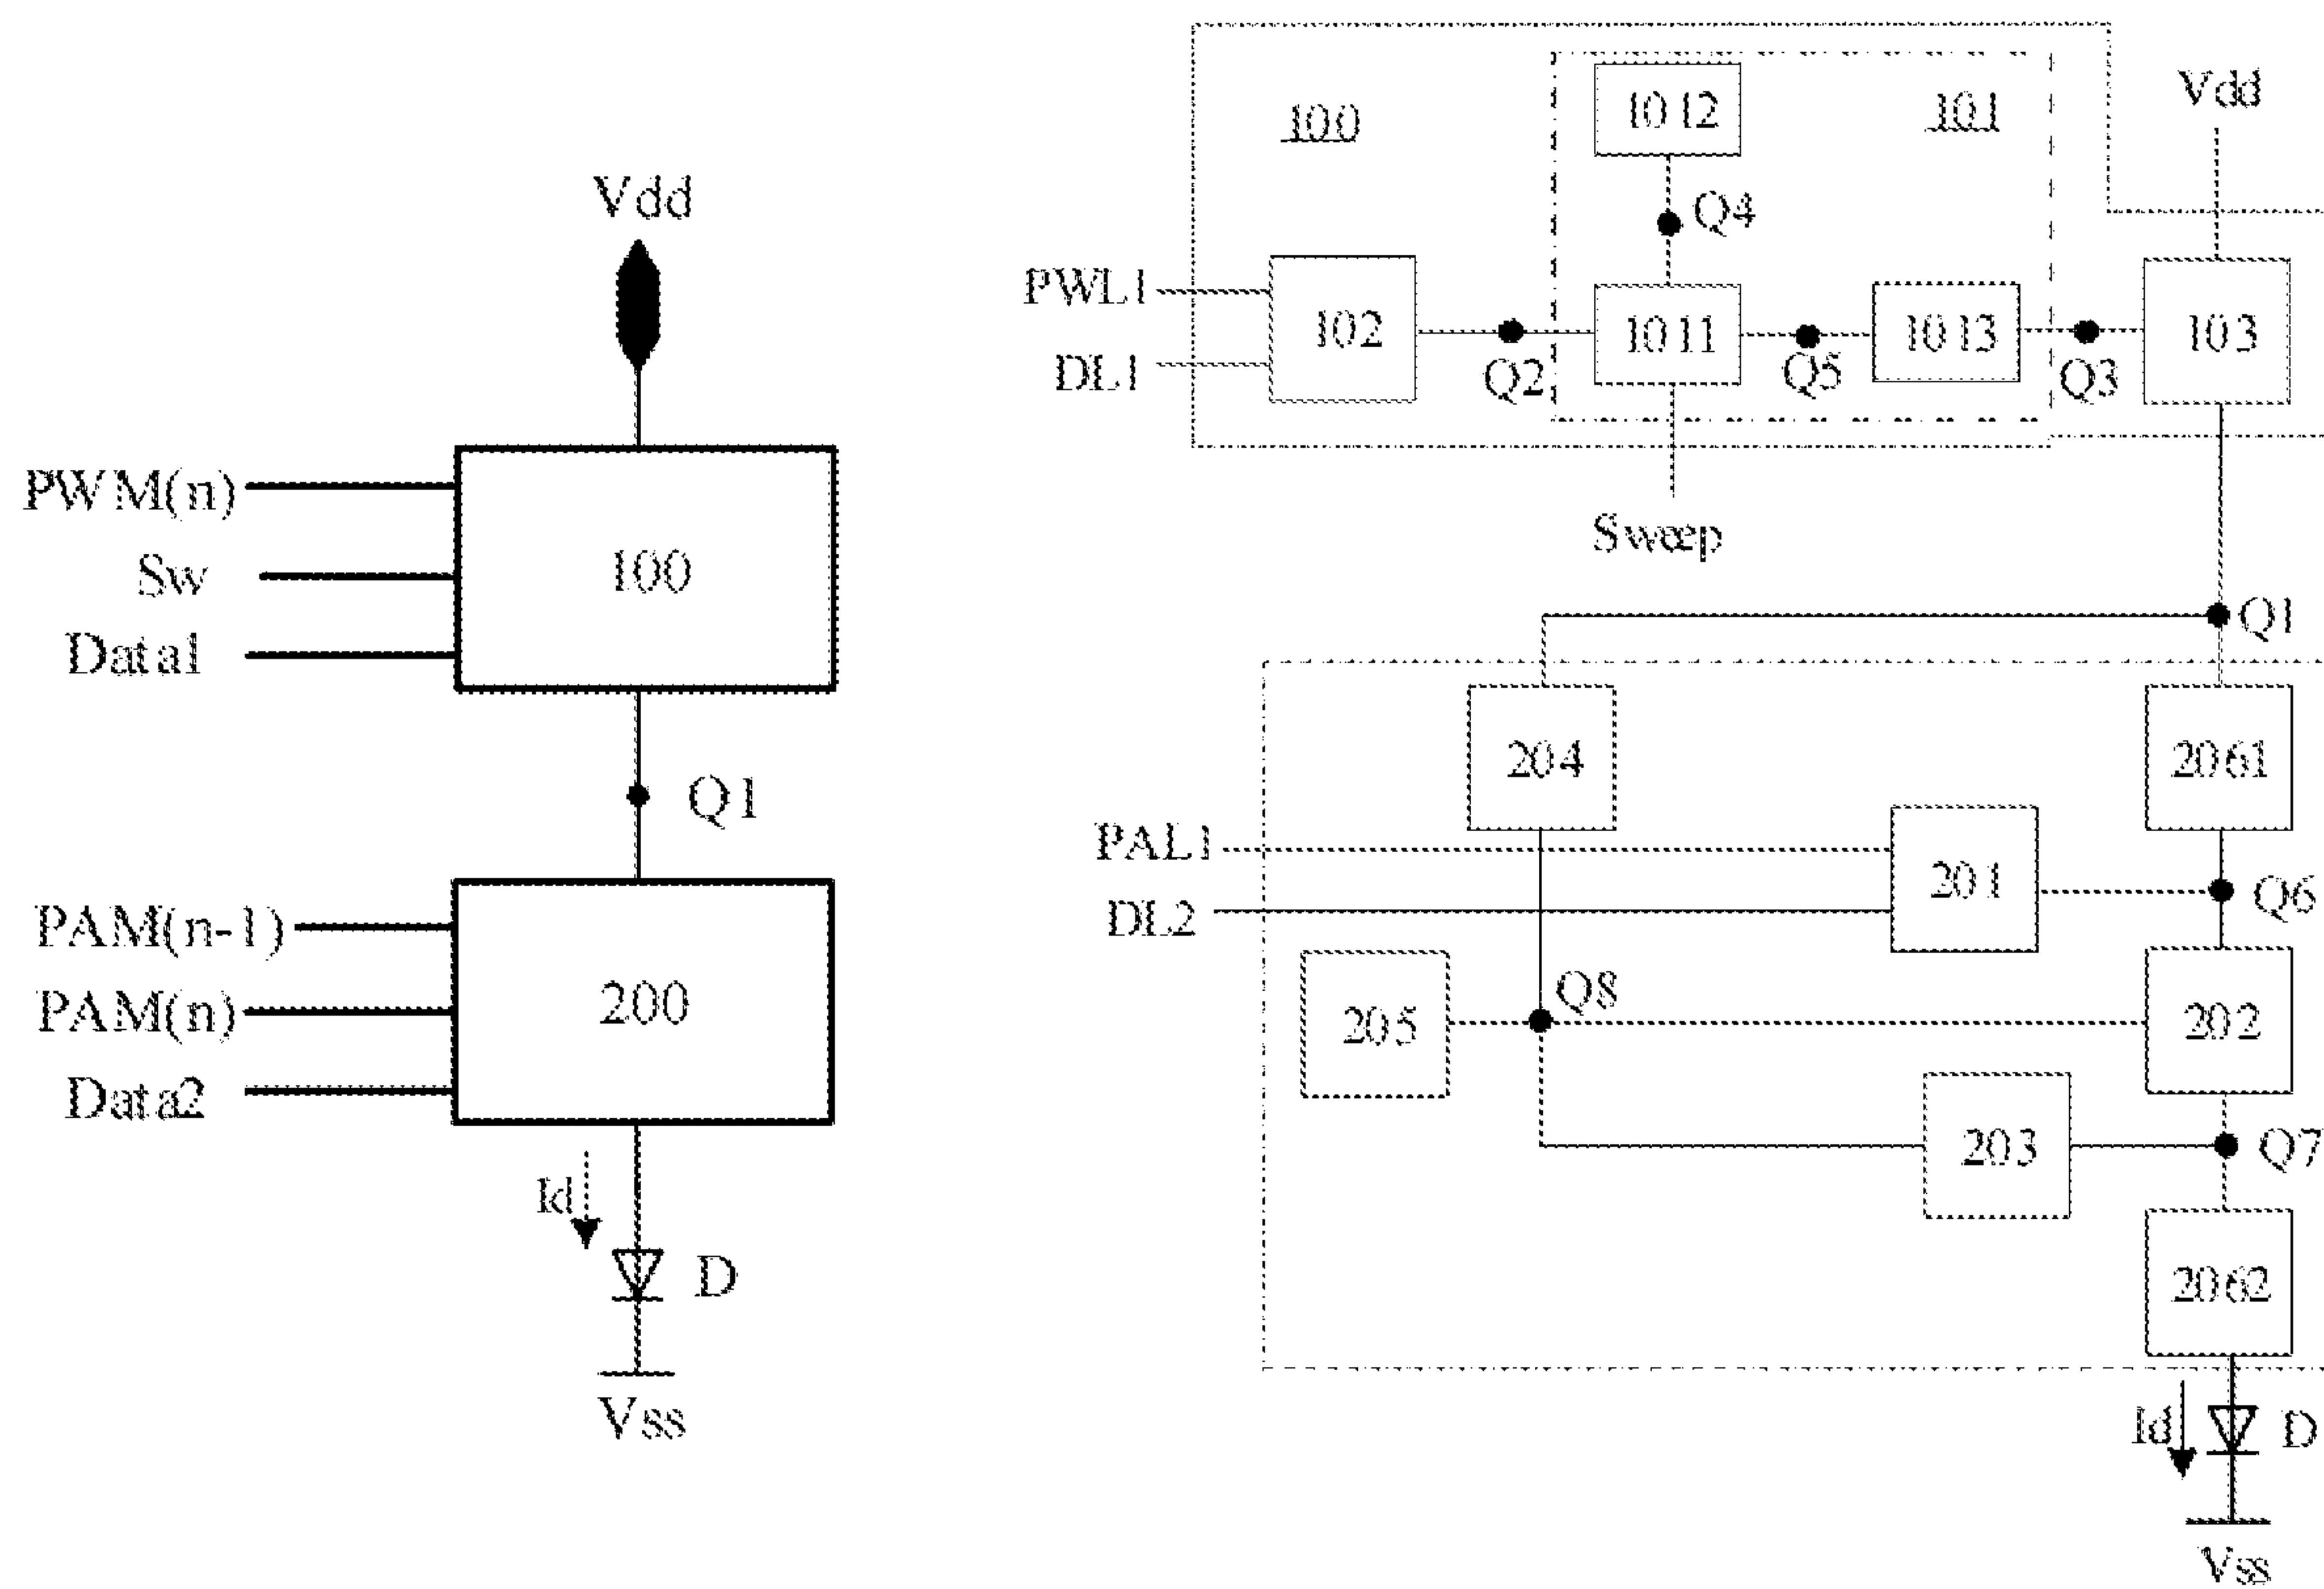 Vdd
PWM(n)
Sw
Data1
100
Q1
PAM(n-1)
PAM(n)
Data2
200
Id
D
Vss
100
1012
101
Vdd
Q4
PWL1
DL1
102
Q2
1011
Q5
1013
Q3
103
Sweep
Q1
204
2061
PAL1
DL2
201
Q6
205
Q8
202
203
Q7
2062
Id
D
Vss